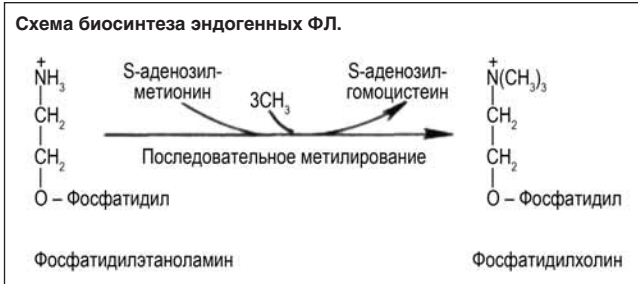 Схема биосинтеза эндогенных ФЛ.
+
NH₃
CH₂
CH₂
O – Фосфатидил
Фосфатидилэтаноламин
S-аденозил-
метионин
3CH₃
S-аденозил-
гомоцистеин
Последовательное метилирование
+
N(CH₃)₃
CH₂
CH₂
O – Фосфатидил
Фосфатидилхолин